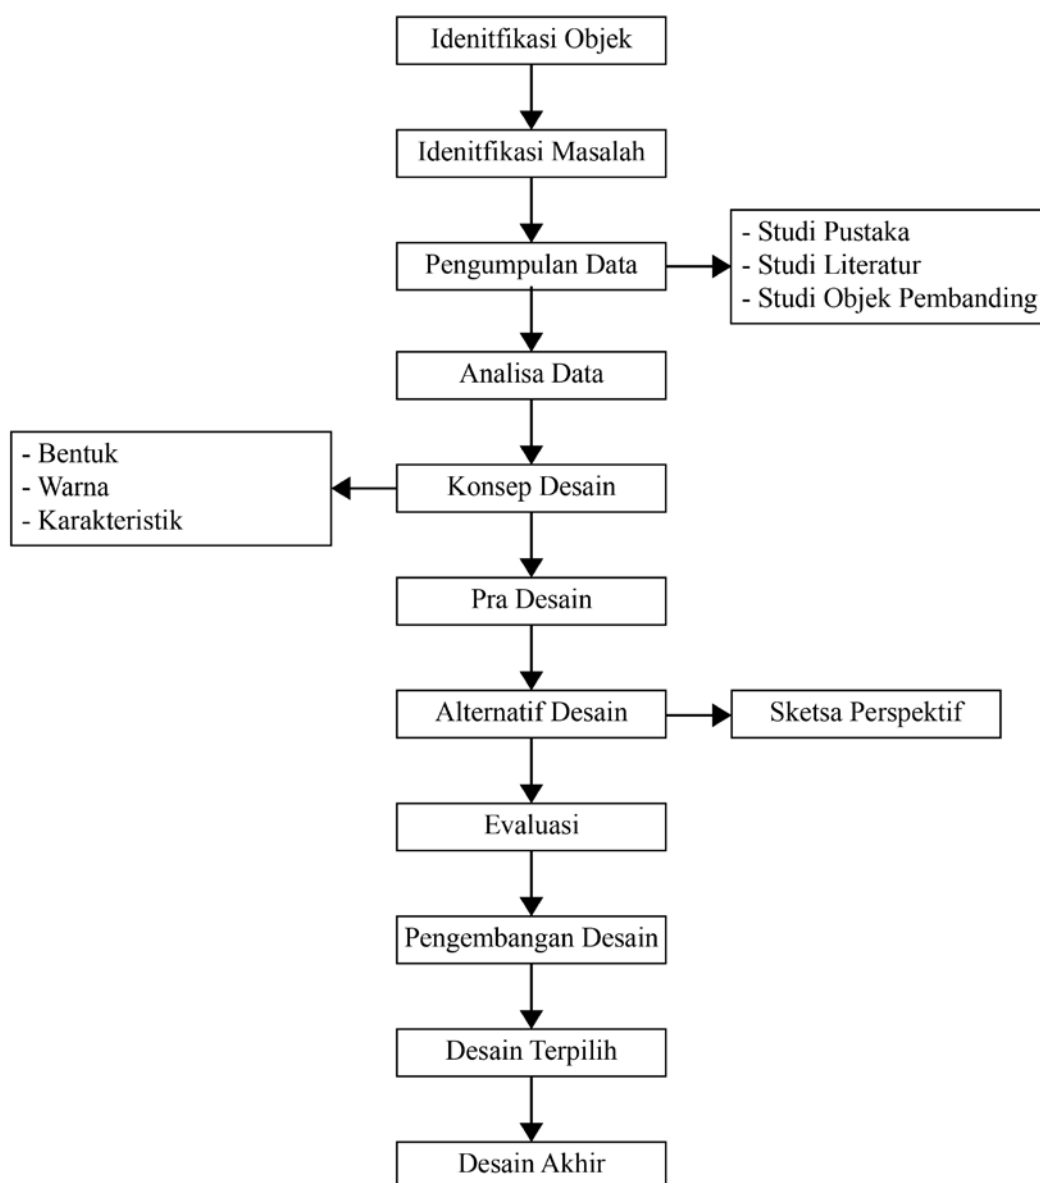 Idenitfikasi Objek
Idenitfikasi Masalah
Pengumpulan Data
- Studi Pustaka
- Studi Literatur
- Studi Objek Pembanding
Analisa Data
Konsep Desain
- Bentuk
- Warna
- Karakteristik
Pra Desain
Alternatif Desain
Sketsa Perspektif
Evaluasi
Pengembangan Desain
Desain Terpilih
Desain Akhir